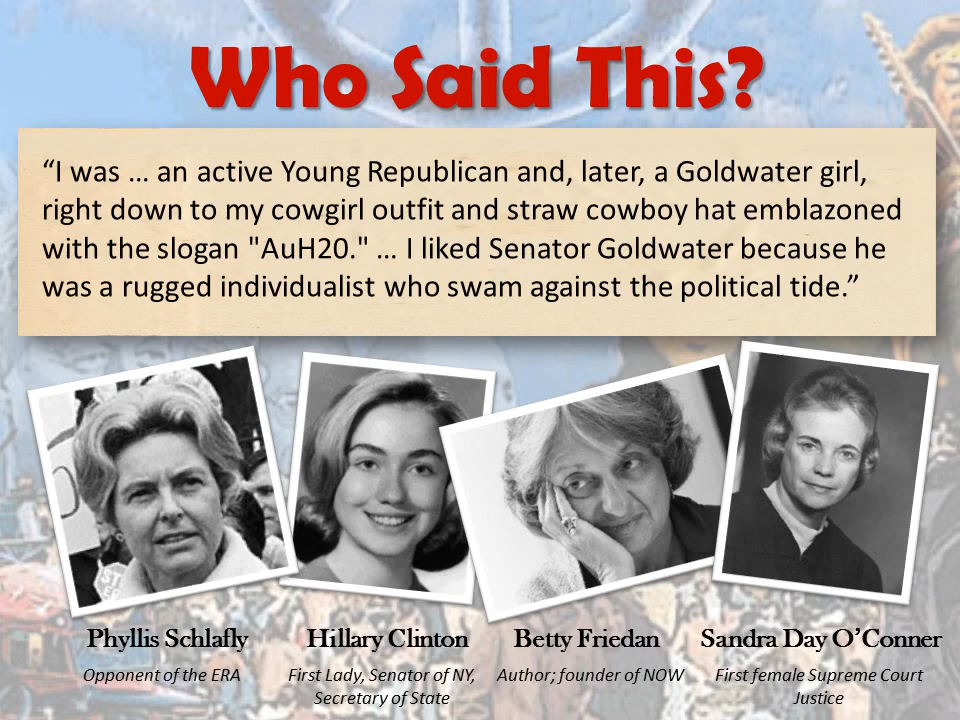 Who Said This?
“I was … an active Young Republican and, later, a Goldwater girl,
right down to my cowgirl outfit and straw cowboy hat emblazoned
with the slogan "AuH20." … I liked Senator Goldwater because he
was a rugged individualist who swam against the political tide.”
Phyllis Schlafly
Opponent of the ERA
Hillary Clinton
First Lady, Senator of NY,
Secretary of State
Betty Friedan
Author; founder of NOW
Sandra Day O’Conner
First female Supreme Court
Justice